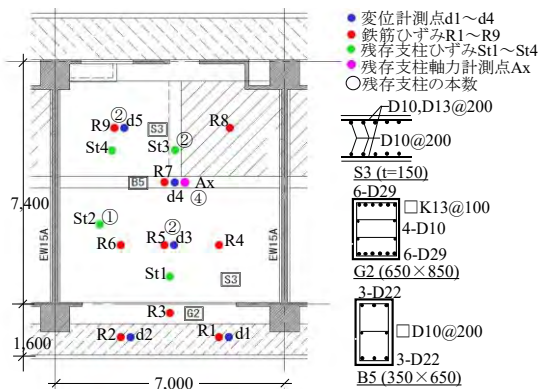 ● 変位計測点d1～d4
● 鉄筋ひずみR1～R9
● 残存支柱ひずみSt1～St4
● 残存支柱軸力計測点Ax
○残存支柱の本数
R9 ② d5 S3 ② R8
St4 St3
R7
B5 d4 Ax
④
7,400
St2 ①
② 
R6 R5 d3 R4
EW15A EW15A
St1 S3
R3 G2
R2 d2 R1 d1
1,600
7,000
D10,D13@200
D10@200
S3 (t=150)
6-D29
□K13@100
4-D10
6-D29
G2 (650×850)
3-D22
□D10@200
3-D22
B5 (350×650)